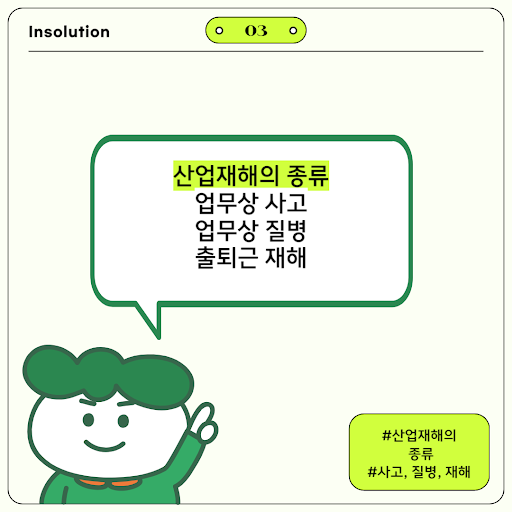 Insolution
03
산업재해의 종류
업무상 사고
업무상 질병
출퇴근 재해
#산업재해의
종류
#사고, 질병, 재해